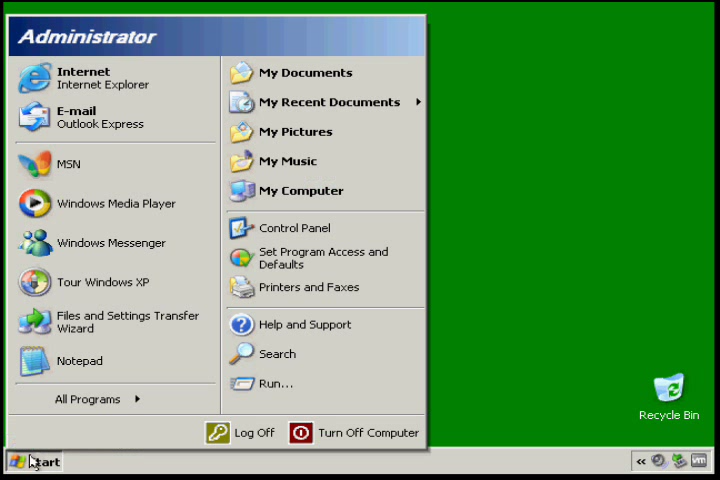 Administrator
Internet
Internet Explorer
E-mail
Outlook Express
MSN
Windows Media Player
Windows Messenger
Tour Windows XP
Files and Settings Transfer
Wizard
Notepad
All Programs
My Documents
My Recent Documents
My Pictures
My Music
My Computer
Control Panel
Set Program Access and
Defaults
Printers and Faxes
Help and Support
Search
Run...
Log Off
Turn Off Computer
Recycle Bin
start
vm